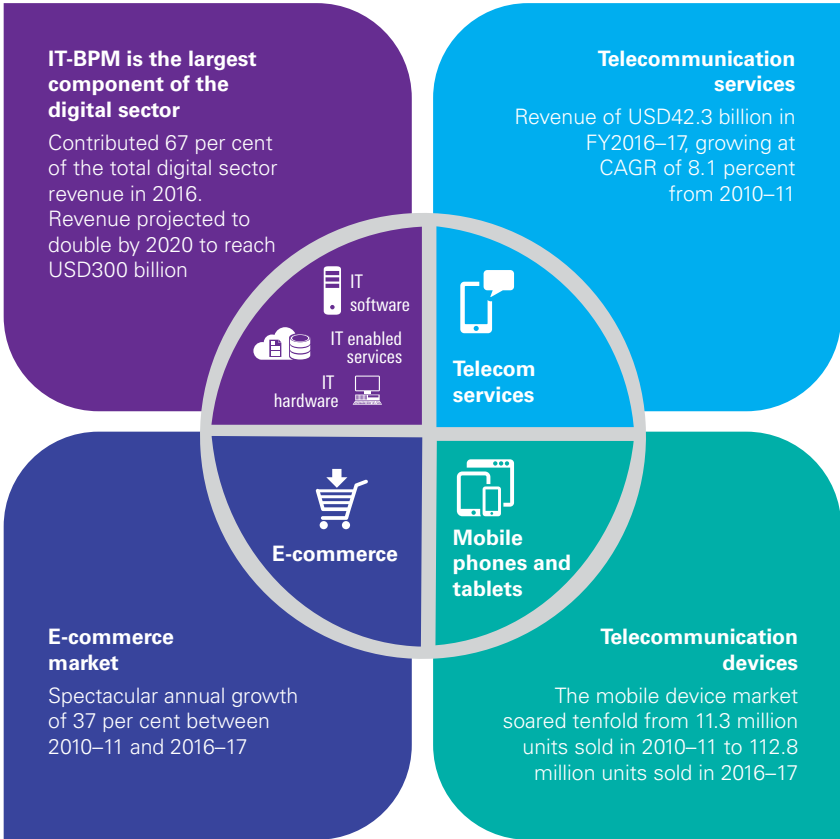 IT-BPM is the largest
component of the
digital sector
Contributed 67 per cent
of the total digital sector
revenue in 2016.
Revenue projected to
double by 2020 to reach
USD300 billion
Telecommunication
services
Revenue of USD42.3 billion in
FY2016–17, growing at
CAGR of 8.1 percent
from 2010–11
IT
software
IT enabled
services
IT
hardware
Telecom
services
E-commerce
Mobile
phones and
tablets
E-commerce
market
Spectacular annual growth
of 37 per cent between
2010–11 and 2016–17
Telecommunication
devices
The mobile device market
soared tenfold from 11.3 million
units sold in 2010–11 to 112.8
million units sold in 2016–17